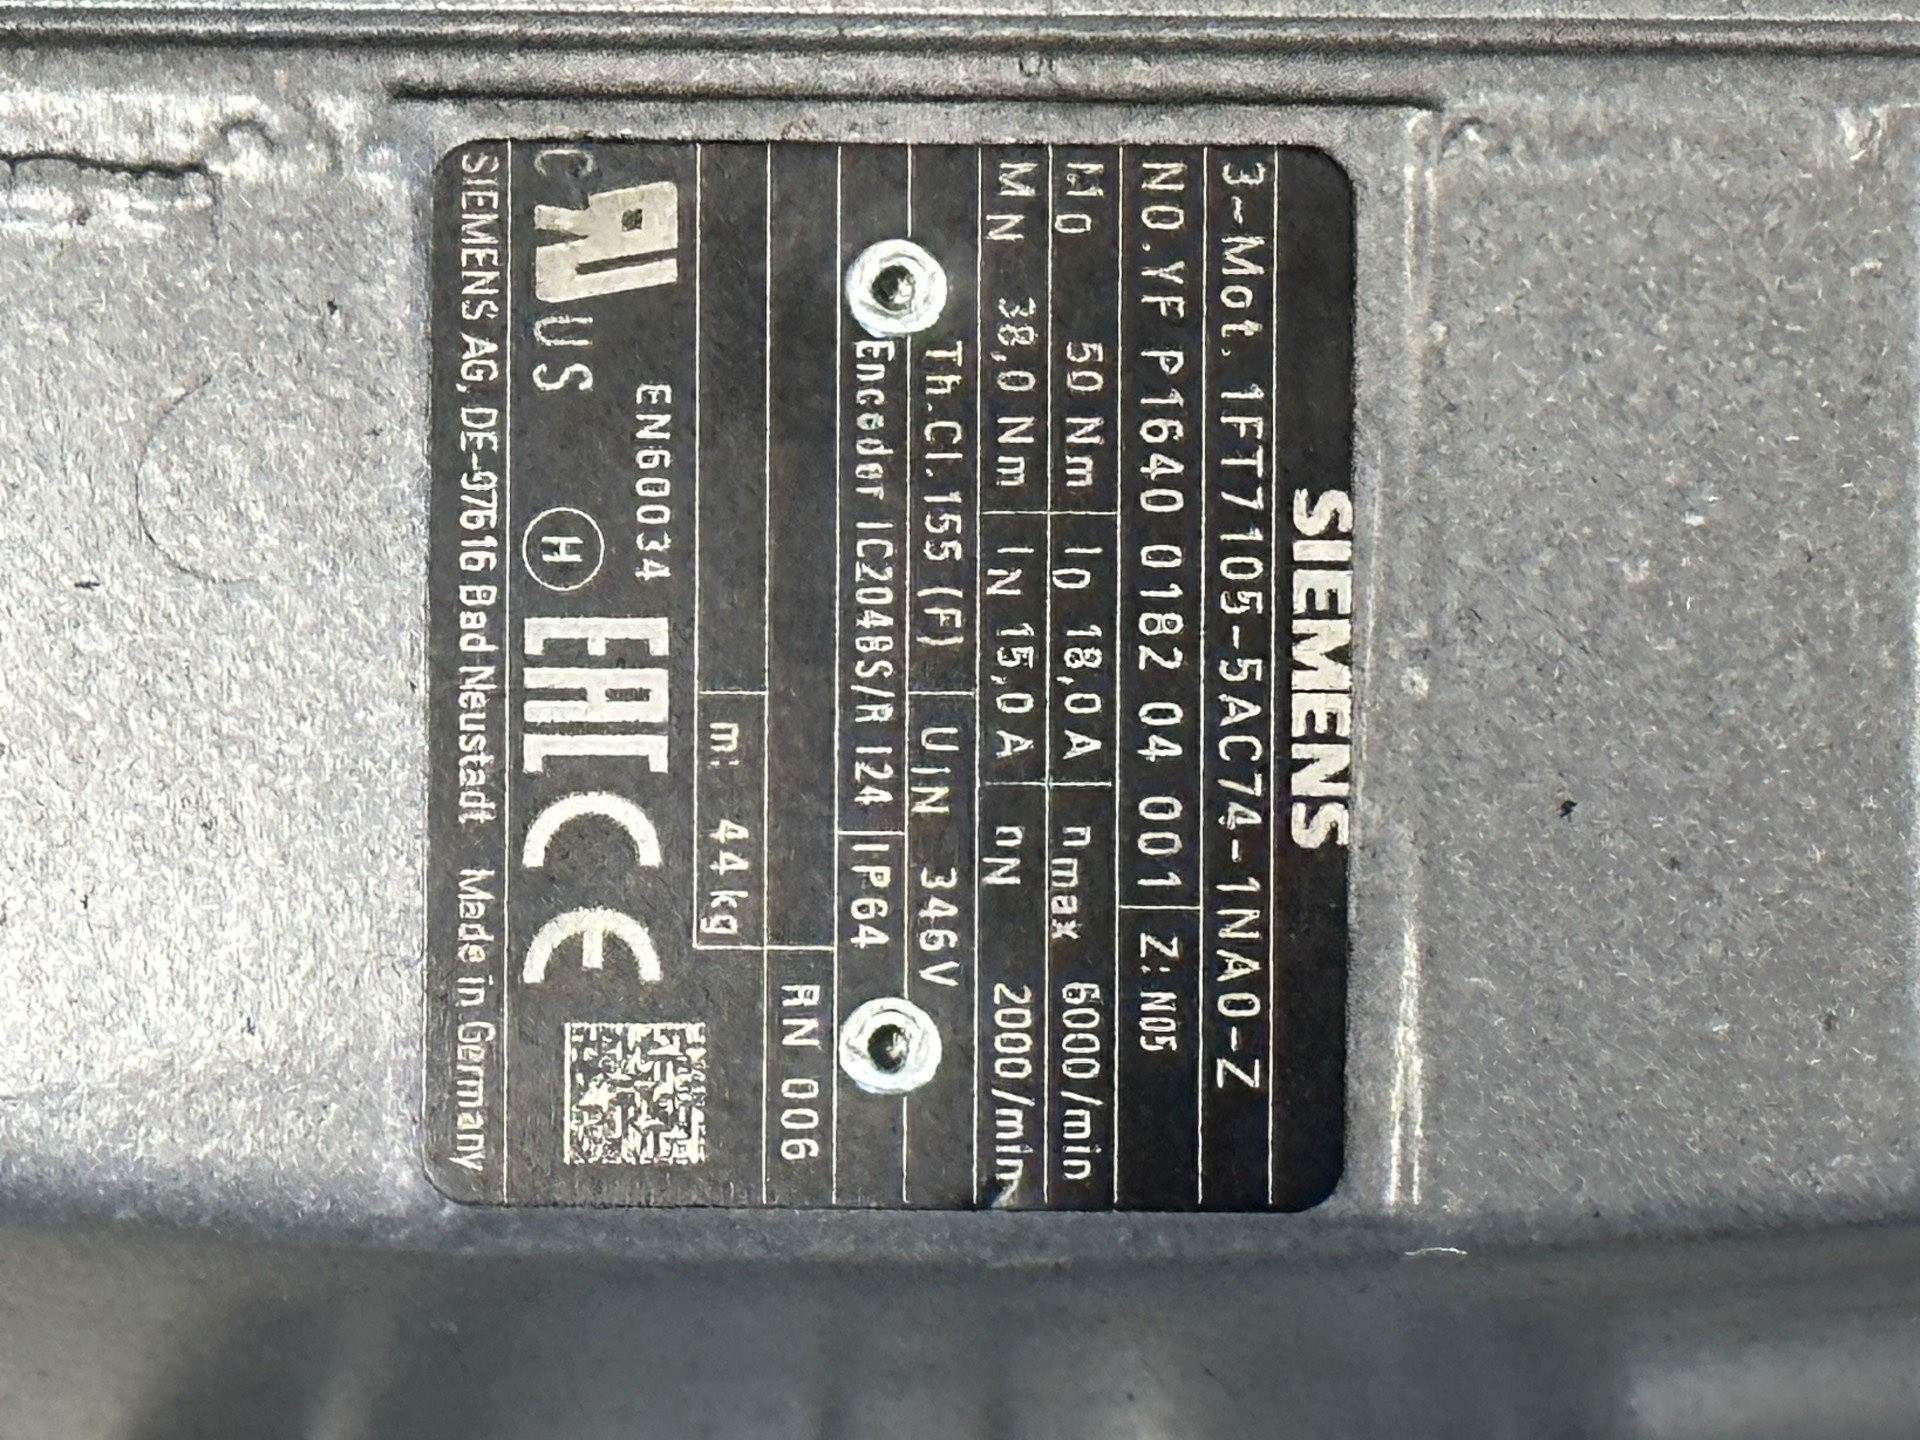 SIEMENS
3~Mot. 1FT7105-5AC74-1NA0-Z
NO.YF P1640 0182 04 001 Z: N05
M0 50 Nm I0 18,0 A nmax 6000/min
MN 38,0 Nm IN 15,0 A nN 2000/min
Th.Cl.155 (F) UIN 346V
Encoder IC2048S/R I24 IP64
RN 006
m: 44kg
EN60034
c RU US H EAC CE
SIEMENS AG, DE-97616 Bad Neustadt Made in Germany